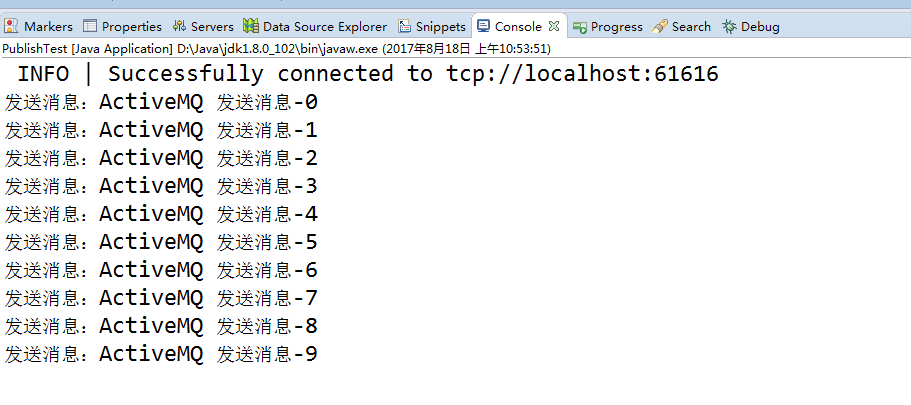 Markers Properties Servers Data Source Explorer Snippets Console Progress Search Debug
PublishTest [Java Application] D:\Java\jdk1.8.0_102\bin\javaw.exe (2017年8月18日 上午10:53:51)
INFO | Successfully connected to tcp://localhost:61616
发送消息：ActiveMQ 发送消息-0
发送消息：ActiveMQ 发送消息-1
发送消息：ActiveMQ 发送消息-2
发送消息：ActiveMQ 发送消息-3
发送消息：ActiveMQ 发送消息-4
发送消息：ActiveMQ 发送消息-5
发送消息：ActiveMQ 发送消息-6
发送消息：ActiveMQ 发送消息-7
发送消息：ActiveMQ 发送消息-8
发送消息：ActiveMQ 发送消息-9